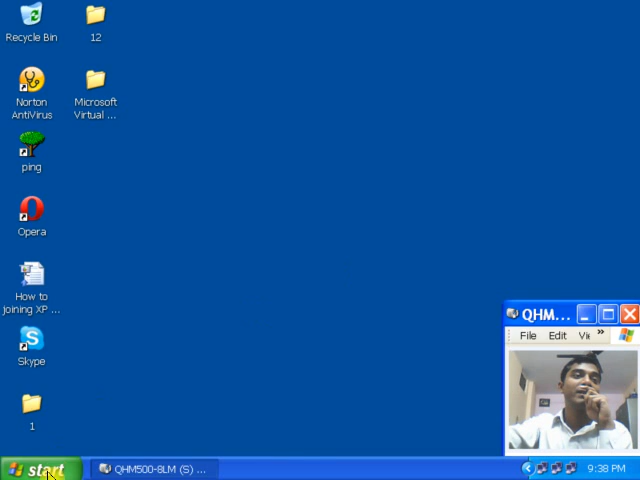 Recycle Bin
12
Norton
AntiVirus
Microsoft
Virtual ...
ping
Opera
How to
joining XP ...
Skype
1
QHM...
File Edit Vi »
start
QHM500-8LM (S) ...
9:38 PM